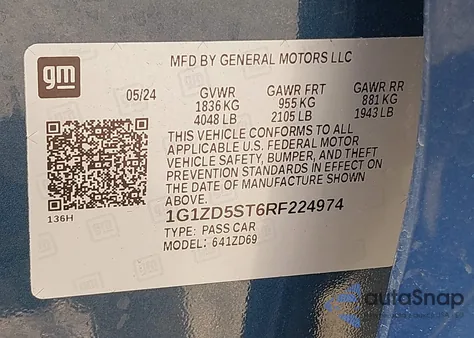 gm
MFD BY GENERAL MOTORS LLC
05/24 GVWR GAWR FRT GAWR RR
1836 KG 955 KG 881 KG
4048 LB 2105 LB 1943 LB
THIS VEHICLE CONFORMS TO ALL
APPLICABLE U.S. FEDERAL MOTOR
VEHICLE SAFETY, BUMPER, AND THEFT
PREVENTION STANDARDS IN EFFECT ON
THE DATE OF MANUFACTURE SHOWN
ABOVE.
136H
1G1ZD5ST6RF224974
TYPE: PASS CAR
MODEL: 641ZD69
autoSnap